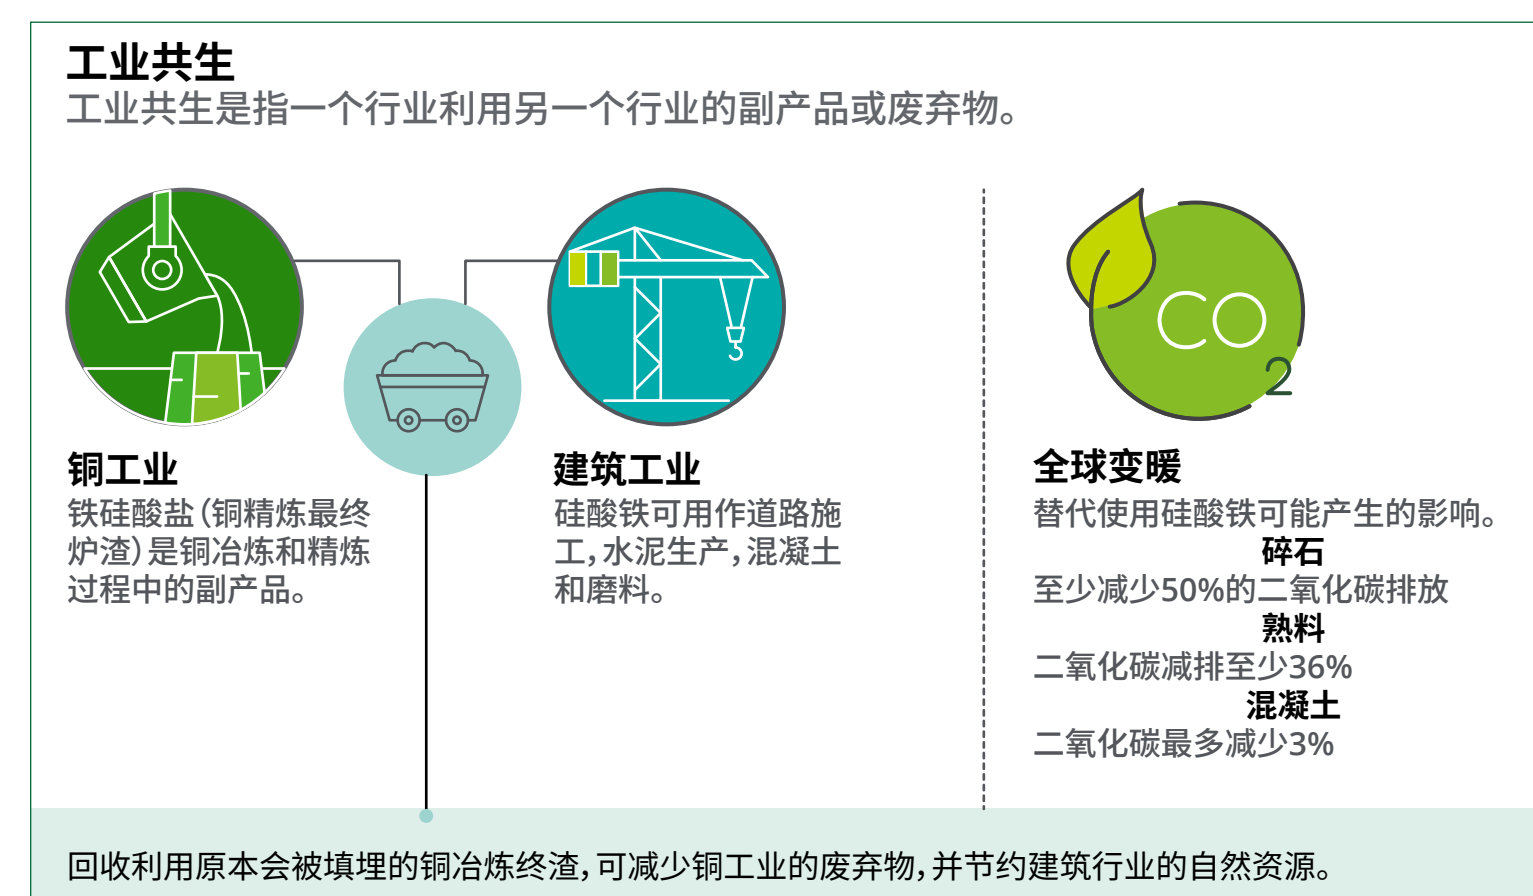 工业共生
工业共生是指一个行业利用另一个行业的副产品或废弃物。
铜工业
铁硅酸盐(铜精炼最终
炉渣)是铜冶炼和精炼
过程中的副产品。
建筑工业
硅酸铁可用作道路施
工,水泥生产,混凝土
和磨料。
CO
2
全球变暖
替代使用硅酸铁可能产生的影响。
碎石
至少减少50%的二氧化碳排放
熟料
二氧化碳减排至少36%
混凝土
二氧化碳最多减少3%
回收利用原本会被填埋的铜冶炼终渣,可减少铜工业的废弃物,并节约建筑行业的自然资源。